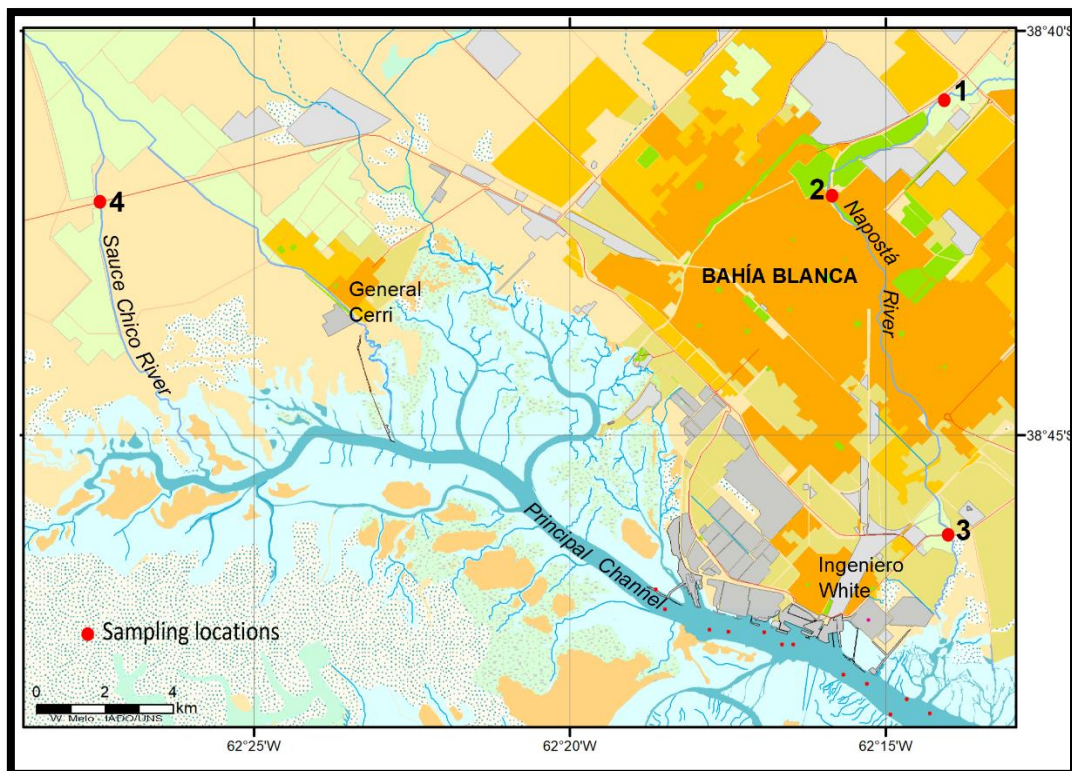 38°40'S
1
2
4
Napostá
River
BAHÍA BLANCA
Sauce Chico River
General
Cerri
38°45'S
Principal Channel
3
Ingeniero
White
Sampling locations
0 2 4
km
W. Melo - IADO/UNS
62°25'W
62°20'W
62°15'W